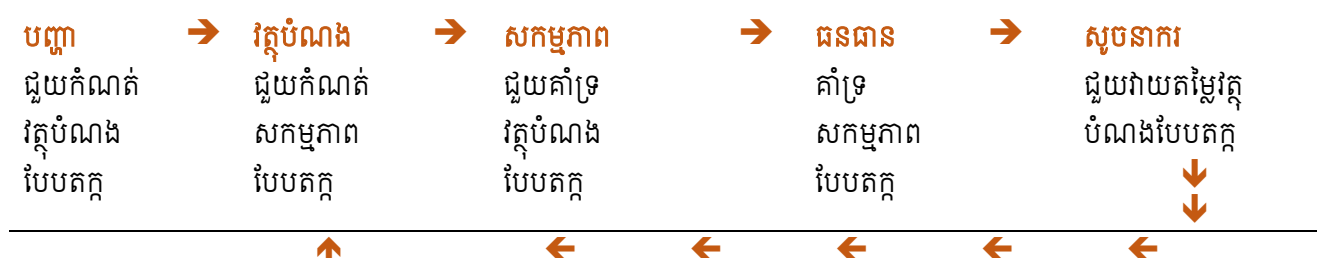 បញ្ហា → វត្ថុបំណង → សកម្មភាព → ធនធាន → សូចនាករ
ជួយកំណត់ ជួយកំណត់ ជួយគាំទ្រ គាំទ្រ ជួយវាយតម្លៃវត្ថុ
វត្ថុបំណង សកម្មភាព វត្ថុបំណង សកម្មភាព បំណងបែបតក្ក
បែបតក្ក បែបតក្ក បែបតក្ក បែបតក្ក